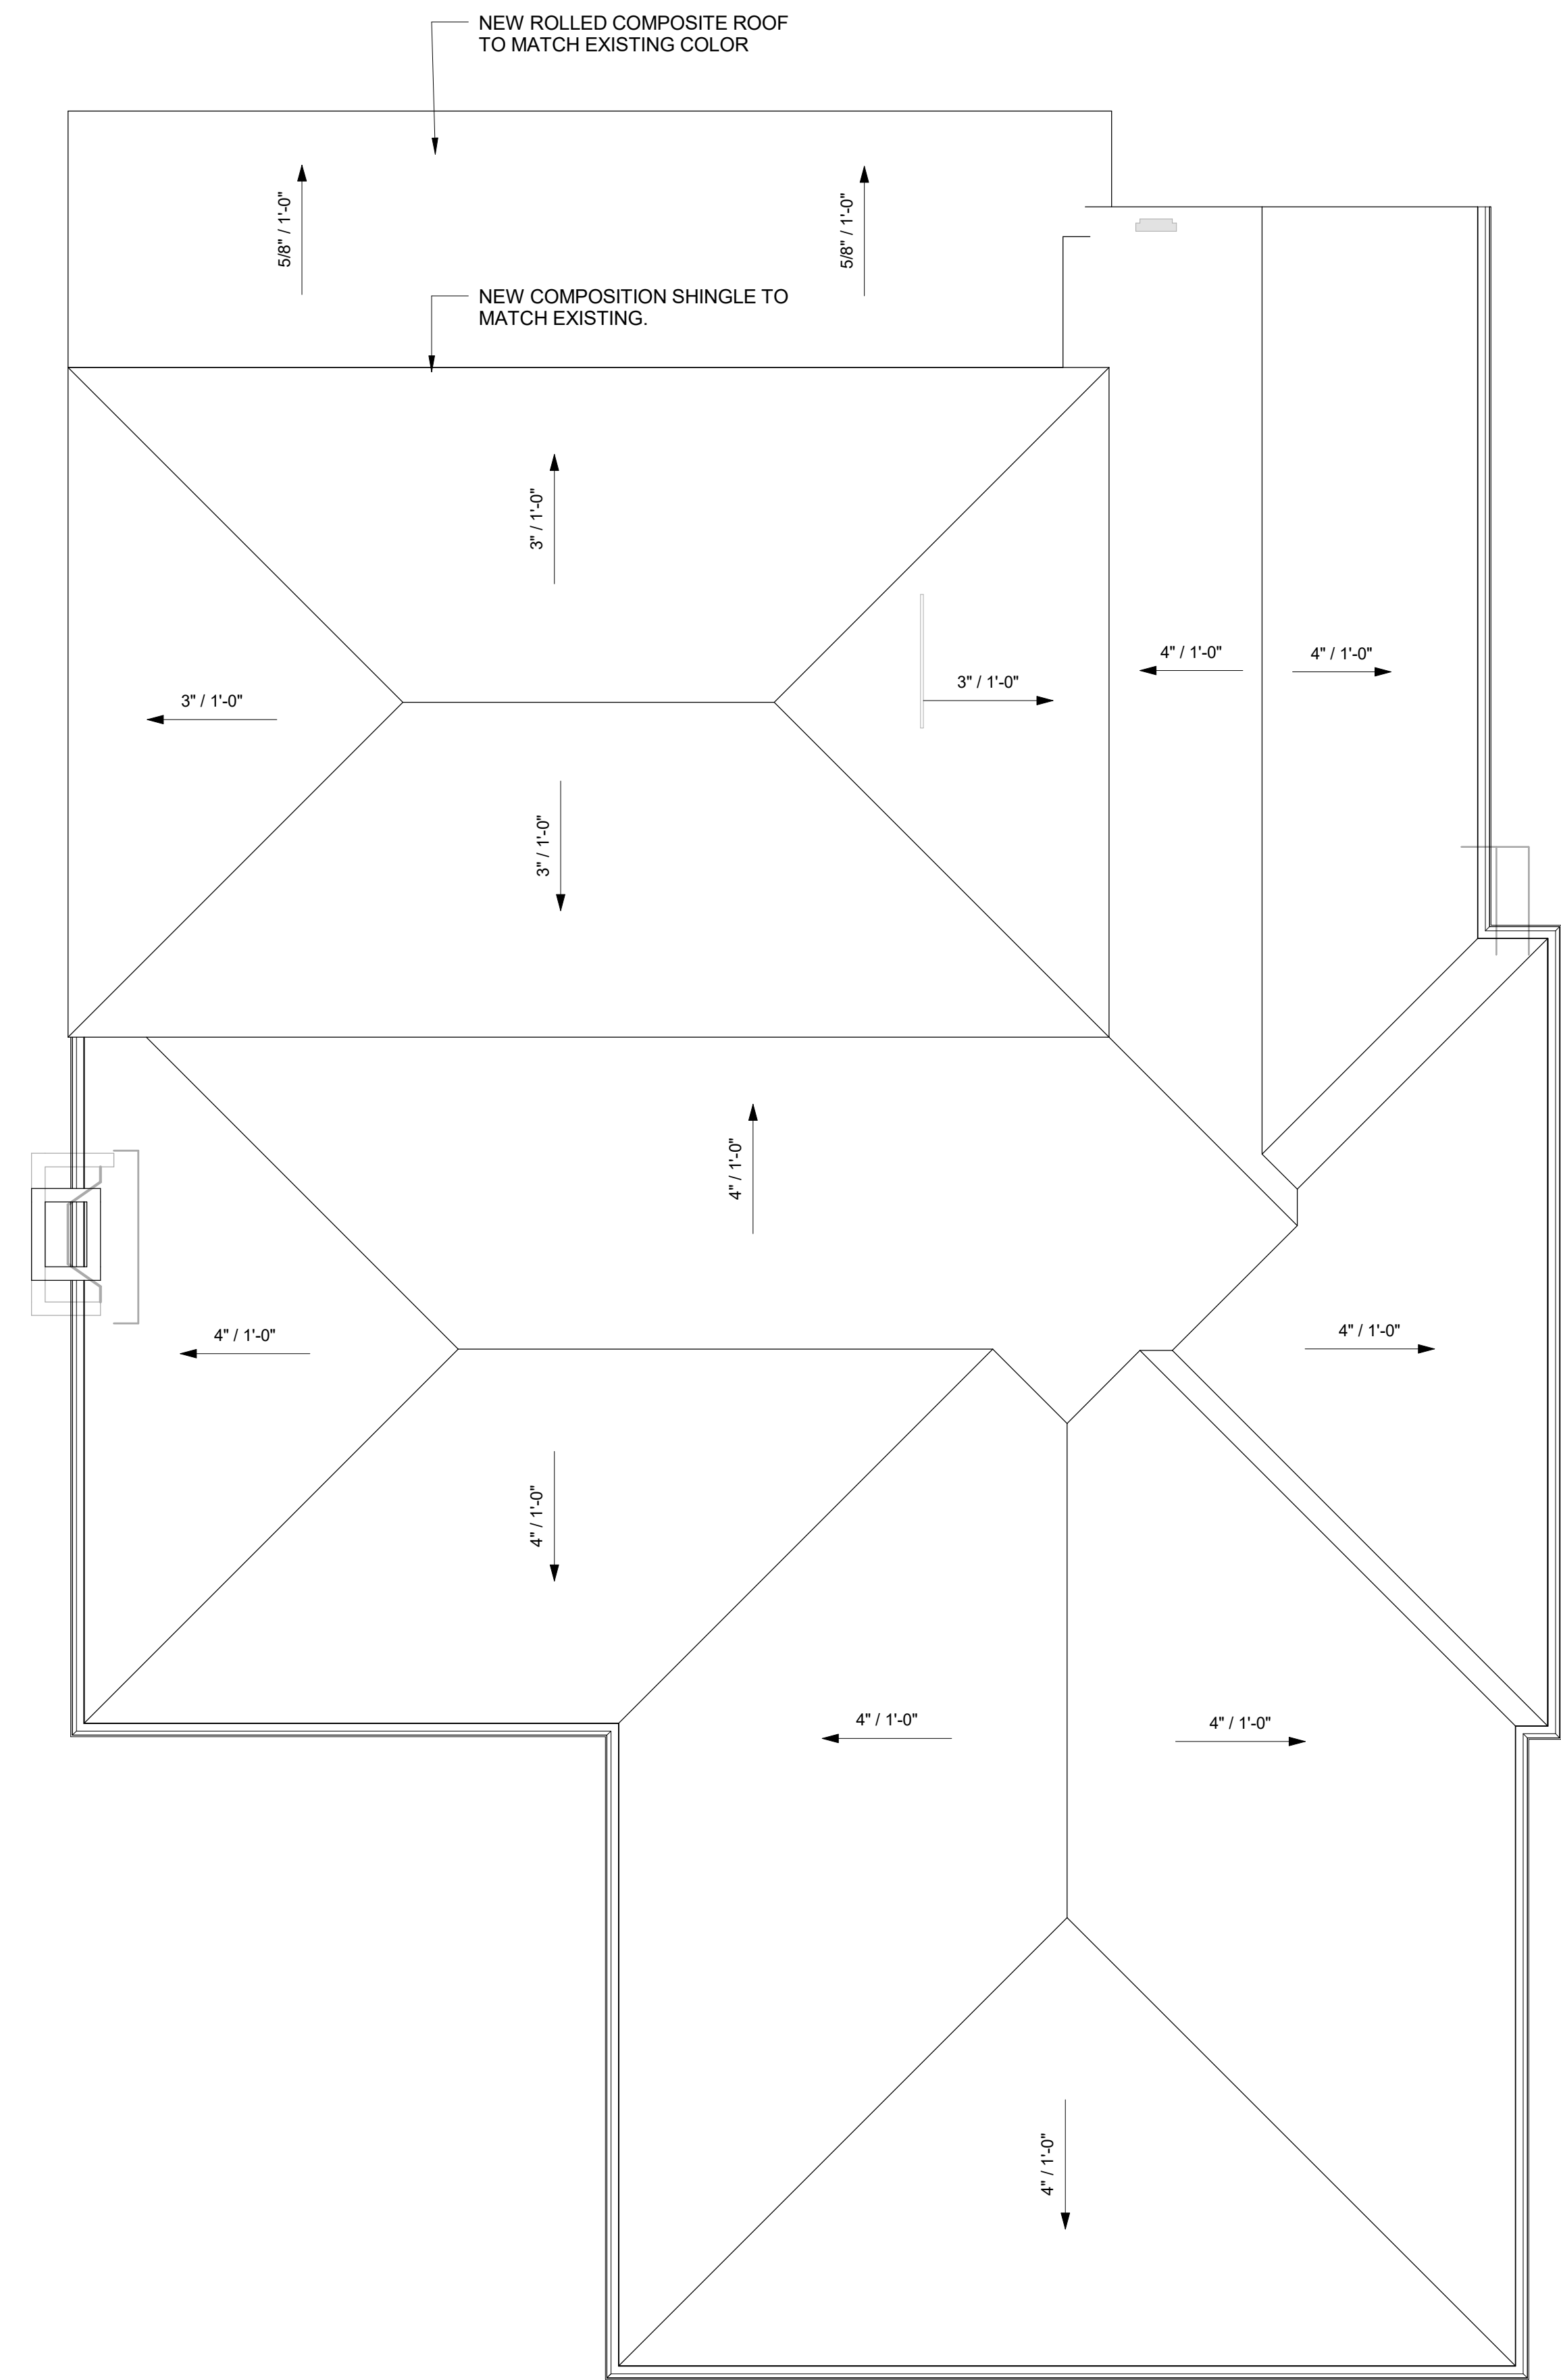 NEW ROLLED COMPOSITE ROOF
TO MATCH EXISTING COLOR
5/8" / 1'-0"
5/8" / 1'-0"
NEW COMPOSITION SHINGLE TO
MATCH EXISTING.
3" / 1'-0"
4" / 1'-0"
4" / 1'-0"
3" / 1'-0"
3" / 1'-0"
3" / 1'-0"
4" / 1'-0"
4" / 1'-0"
4" / 1'-0"
4" / 1'-0"
4" / 1'-0"
4" / 1'-0"
4" / 1'-0"